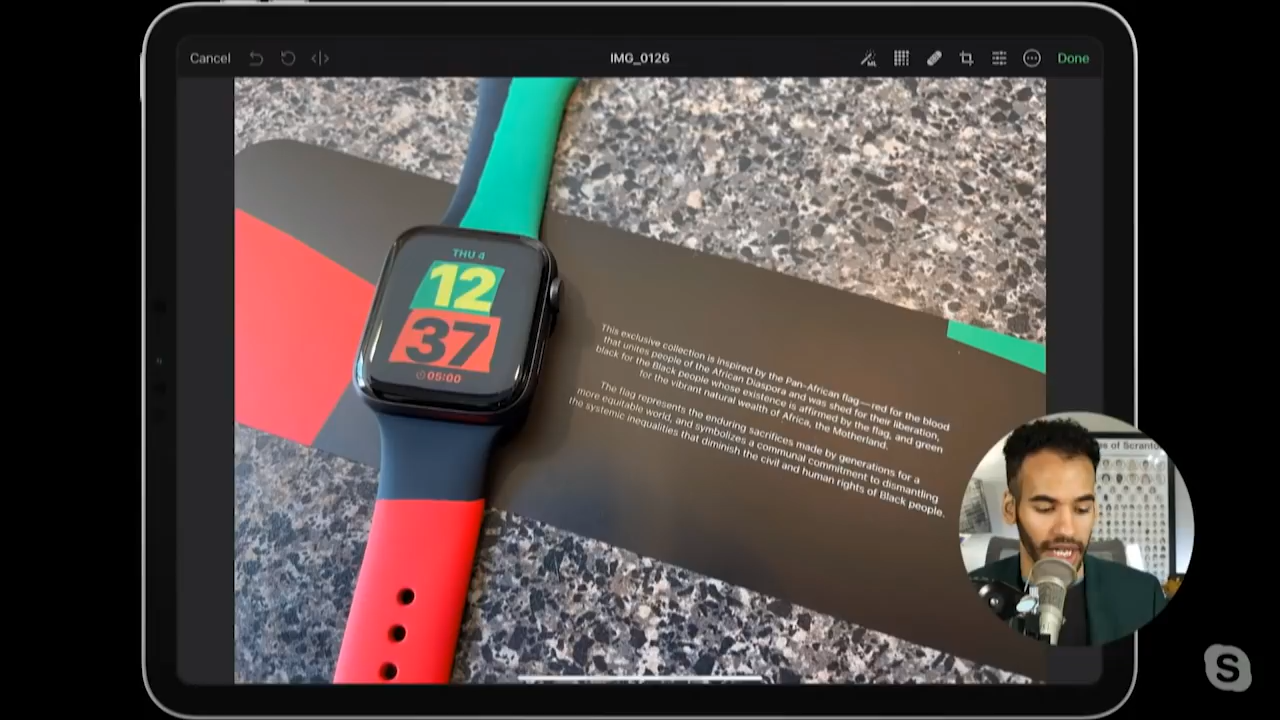 Cancel
IMG_0126
ML
Done
THU 4
12
37
05:00
This exclusive collection is inspired by the Pan-African flag—red for the blood
that unites people of the African Diaspora and was shed for their liberation,
black for the Black people whose existence is affirmed by the flag, and green
for the vibrant natural wealth of Africa, the Motherland.
The flag represents the enduring sacrifices made by generations for a
more equitable world, and symbolizes a communal commitment to dismantling
the systemic inequalities that diminish the civil and human rights of Black people.
es of Scranto
S